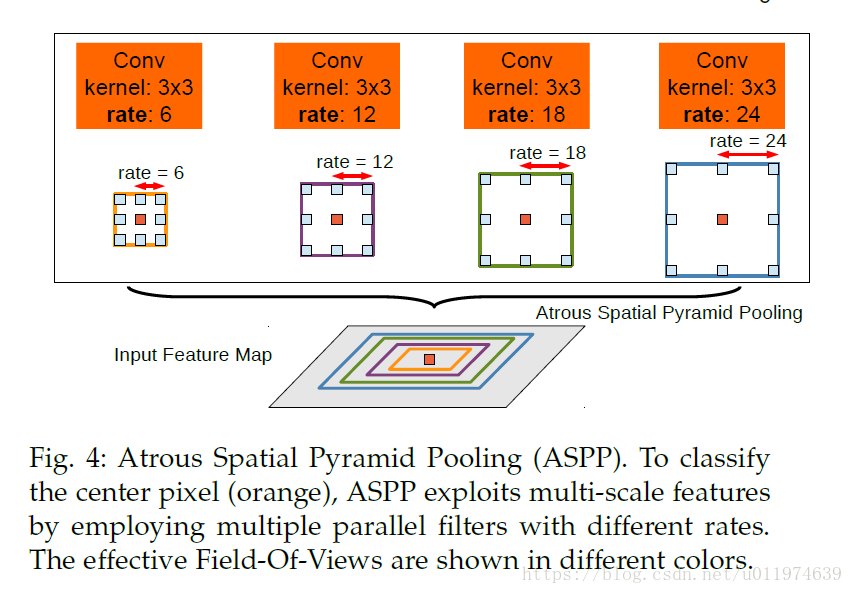 Conv
kernel: 3x3
rate: 6
Conv
kernel: 3x3
rate: 12
Conv
kernel: 3x3
rate: 18
Conv
kernel: 3x3
rate: 24
rate = 6
rate = 12
rate = 18
rate = 24
Atrous Spatial Pyramid Pooling
Input Feature Map
Fig. 4: Atrous Spatial Pyramid Pooling (ASPP). To classify
the center pixel (orange), ASPP exploits multi-scale features
by employing multiple parallel filters with different rates.
The effective Field-Of-Views are shown in different colors.
https://blog.csdn.net/u011974639